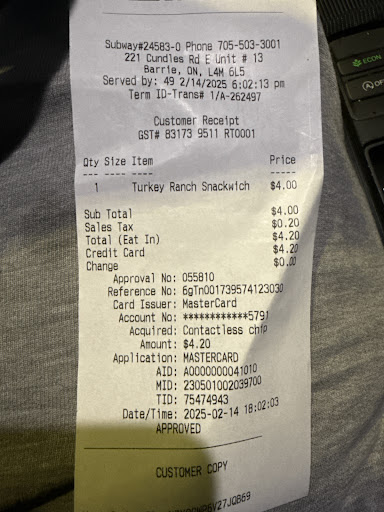 Subway#24583-0 Phone 705-503-3001
221 Cundles Rd E Unit # 13
Barrie, ON, L4M 6L5
Served by: 49 2/14/2025 6:02:13 pm
Term ID-Trans# 1/A-262497
Customer Receipt
GST# 83173 9511 RT0001
Qty Size Item Price
--- ---- ---- -----
1 Turkey Ranch Snackwich $4.00
Sub Total $4.00
Sales Tax $0.20
Total (Eat In) $4.20
Credit Card $4.20
Change $0.00
Approval No: 055810
Reference No: 6gTn001739574123030
Card Issuer: MasterCard
Account No: ************5791
Acquired: Contactless chip
Amount: $4.20
Application: MASTERCARD
AID: A0000000041010
MID: 230501002039700
TID: 75474943
Date/Time: 2025-02-14 18:02:03
APPROVED
CUSTOMER COPY
ECON